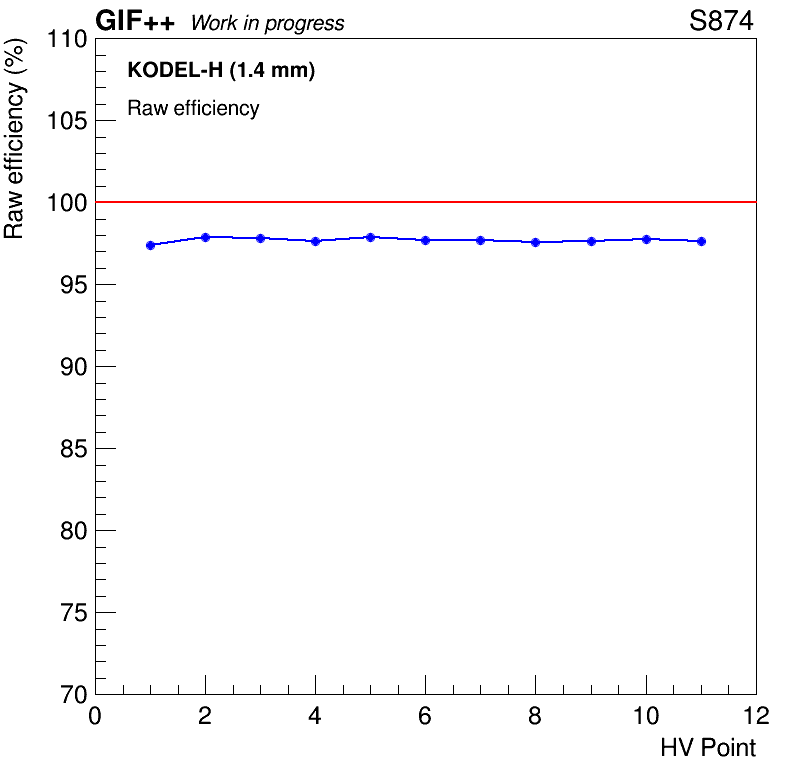 GIF++ Work in progress S874
Raw efficiency (%)
KODEL-H (1.4 mm)
Raw efficiency
110
105
100
95
90
85
80
75
70
0 2 4 6 8 10 12
HV Point